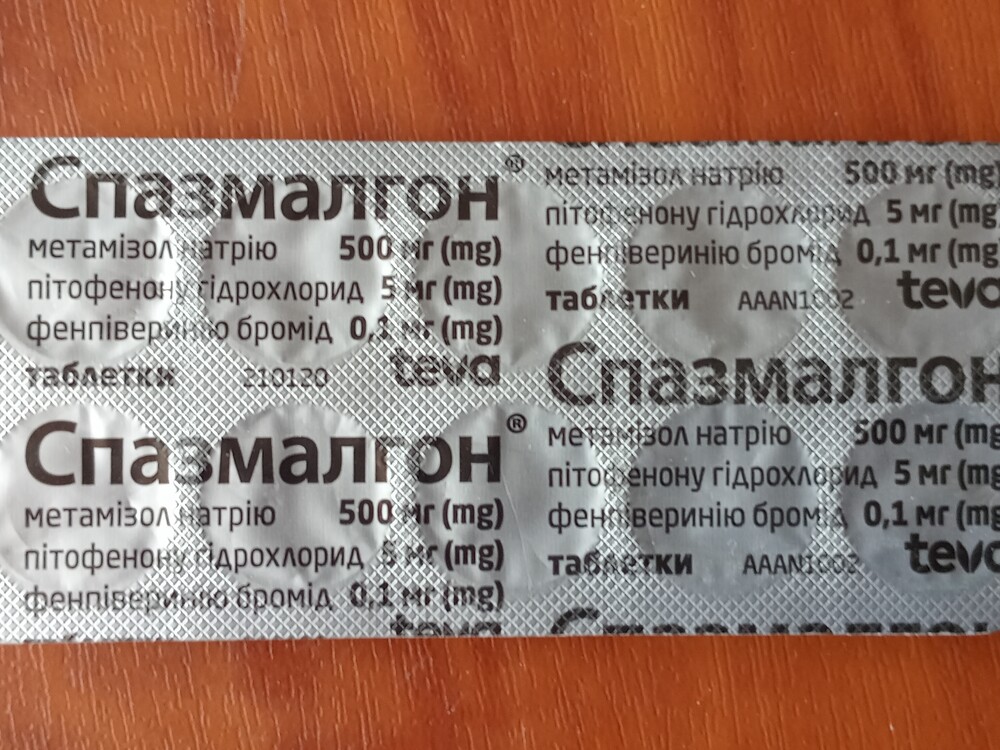 Спазмалгон®
метамізол натрію 500 мг (mg)
пітофенону гідрохлорид 5 мг (mg)
фенпіверинію бромід 0,1 мг (mg)
таблетки 210120 teva
Спазмалгон®
метамізол натрію 500 мг (mg)
пітофенону гідрохлорид 5 мг (mg)
фенпіверинію бромід 0,1 мг (mg)
teva
метамізол натрію 500 мг (mg)
пітофенону гідрохлорид 5 мг (mg
фенпіверинію бромід 0,1 мг (mg
таблетки AAAN1002 teva
Спазмалгон
метамізол натрію 500 мг (mg
пітофенону гідрохлорид 5 мг (mg
фенпіверинію бромід 0,1 мг (mg
таблетки AAAN1002 teva
Спазмалгон